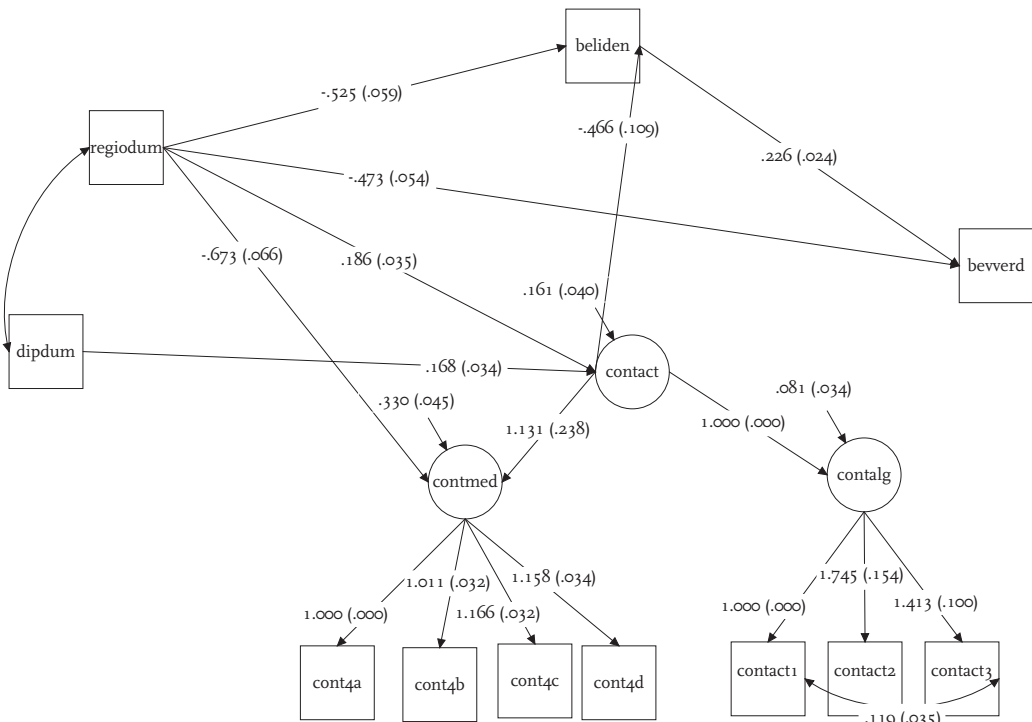 beliden
-.525 (.059)
-.466 (.109)
regiodum
.226 (.024)
-.473 (.054)
-.673 (.066)
.186 (.035)
bevverd
.161 (.040)
dipdum
.168 (.034)
contact
.330 (.045)
.081 (.034)
1.131 (.238)
1.000 (.000)
contmed
contalg
1.011 (.032)
1.158 (.034)
1.745 (.154)
1.000 (.000)
1.166 (.032)
1.000 (.000)
1.413 (.100)
cont4a
cont4b
cont4c
cont4d
contact1
contact2
contact3
.119 (.035)